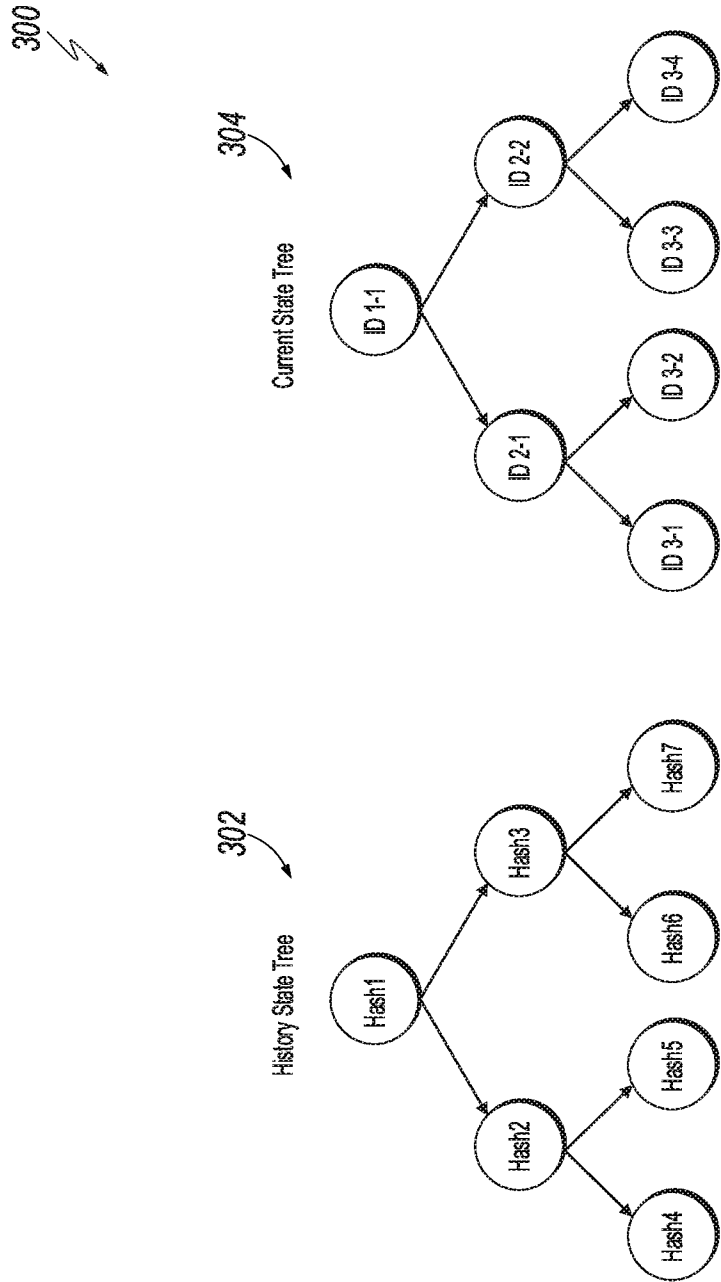 300
302
304
History State Tree
Current State Tree
Hash1
ID 1-1
Hash2
Hash3
ID 2-1
ID 2-2
Hash4
Hash5
Hash6
Hash7
ID 3-1
ID 3-2
ID 3-3
ID 3-4